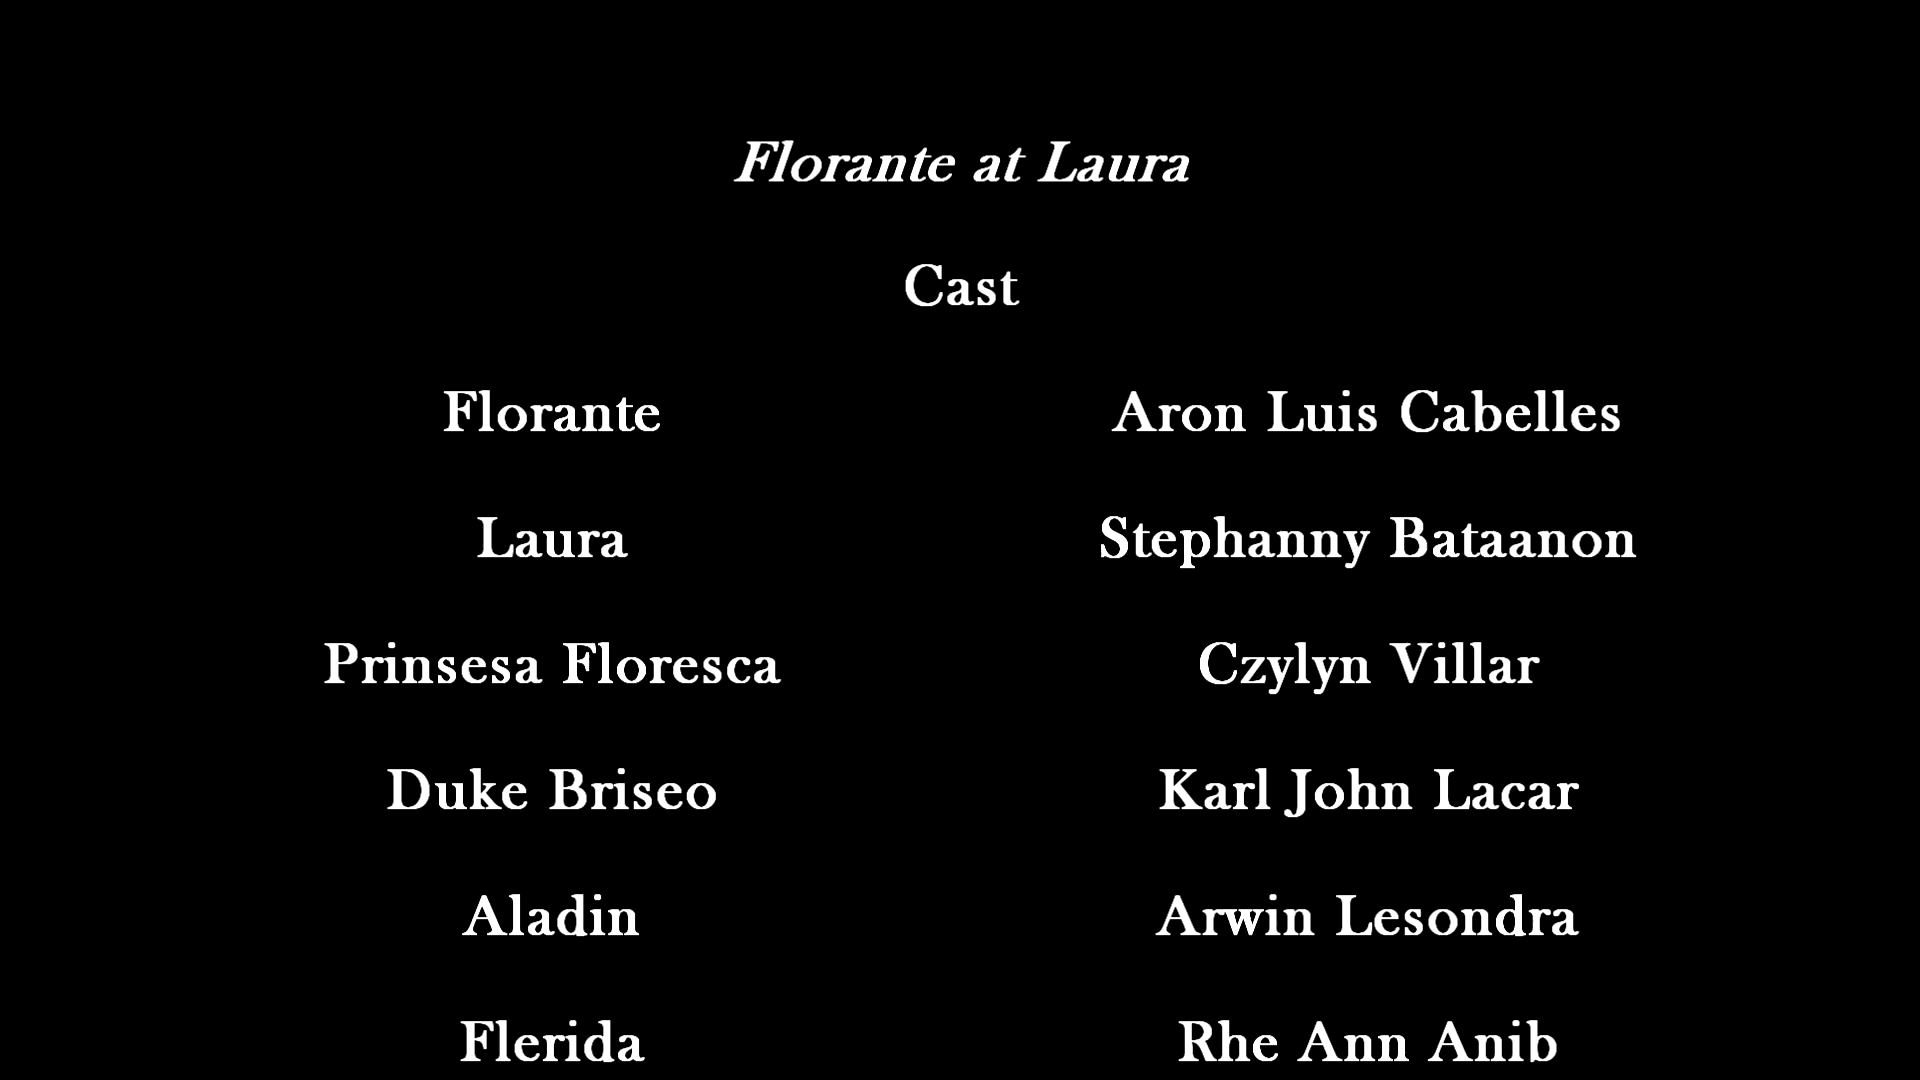 Florante at Laura
Cast
Florante Aron Luis Cabelles
Laura Stephanny Bataanon
Prinsesa Floresca Czylyn Villar
Duke Briseo Karl John Lacar
Aladin Arwin Lesondra
Flerida Rhe Ann Anib